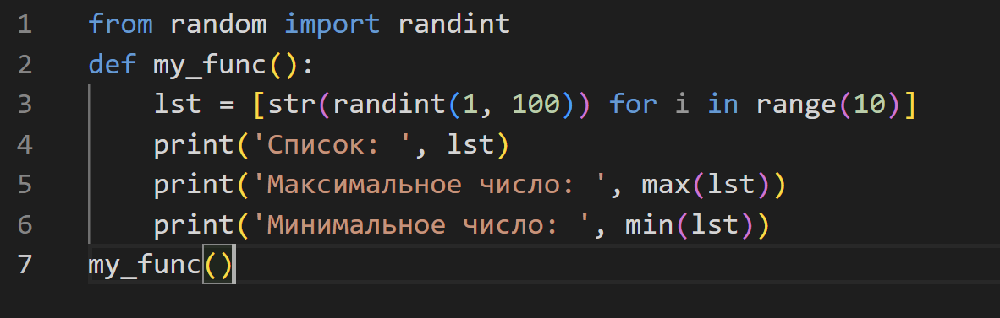 1 from random import randint
2 def my_func():
3     lst = [str(randint(1, 100)) for i in range(10)]
4     print('Список: ', lst)
5     print('Максимальное число: ', max(lst))
6     print('Минимальное число: ', min(lst))
7 my_func()